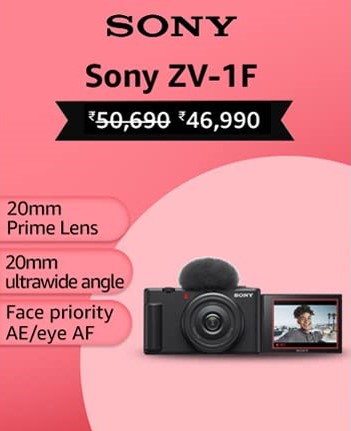 SONY
Sony ZV-1F
₹50,690 ₹46,990
20mm
Prime Lens
20mm
ultrawide angle
Face priority
AE/eye AF
SONY
SONY